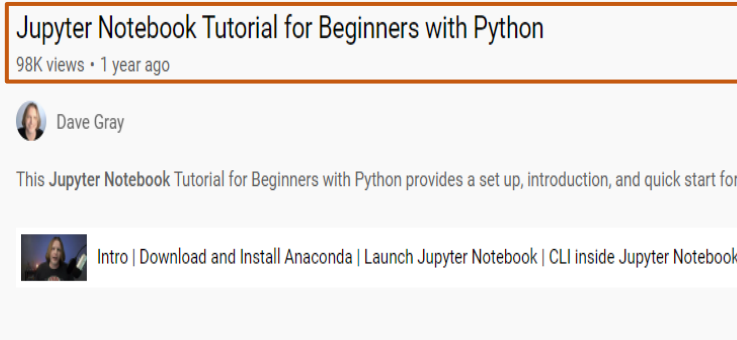 Jupyter Notebook Tutorial for Beginners with Python
98K views • 1 year ago
Dave Gray
This Jupyter Notebook Tutorial for Beginners with Python provides a set up, introduction, and quick start for
Intro | Download and Install Anaconda | Launch Jupyter Notebook | CLI inside Jupyter Notebook